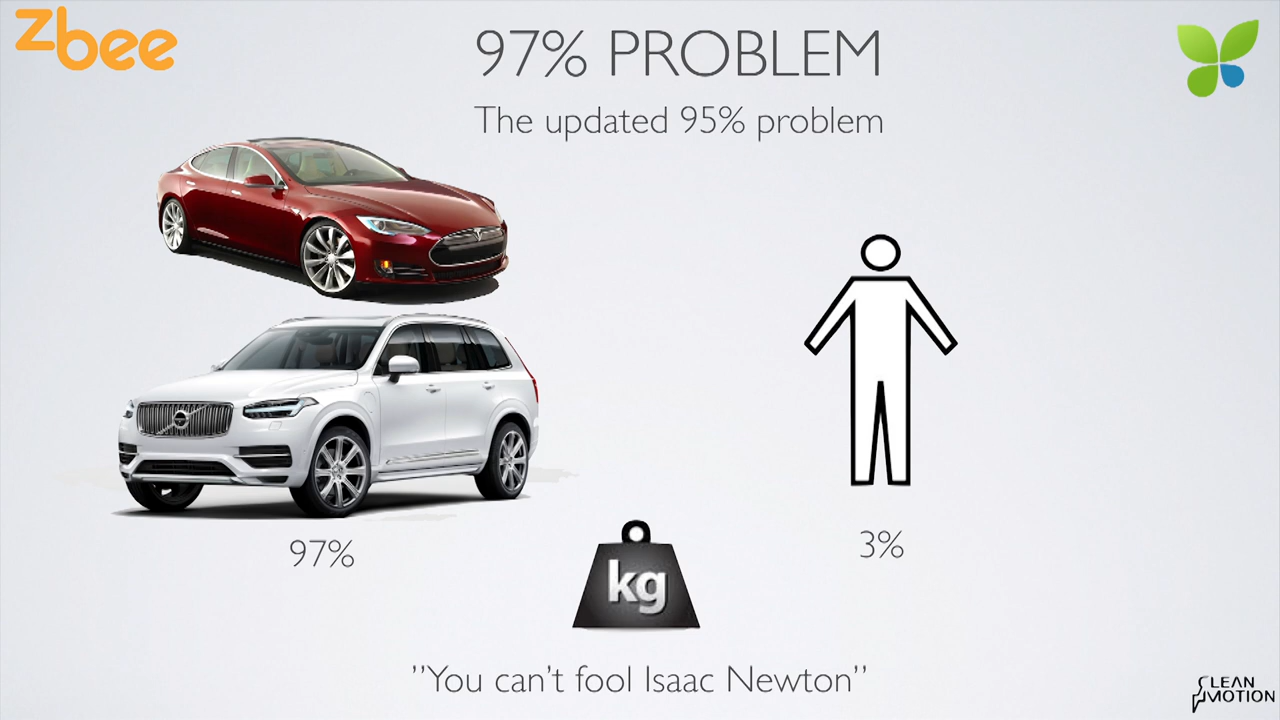 zbee
97% PROBLEM
The updated 95% problem
97%
3%
kg
”You can’t fool Isaac Newton”
CLEAN
MOTION